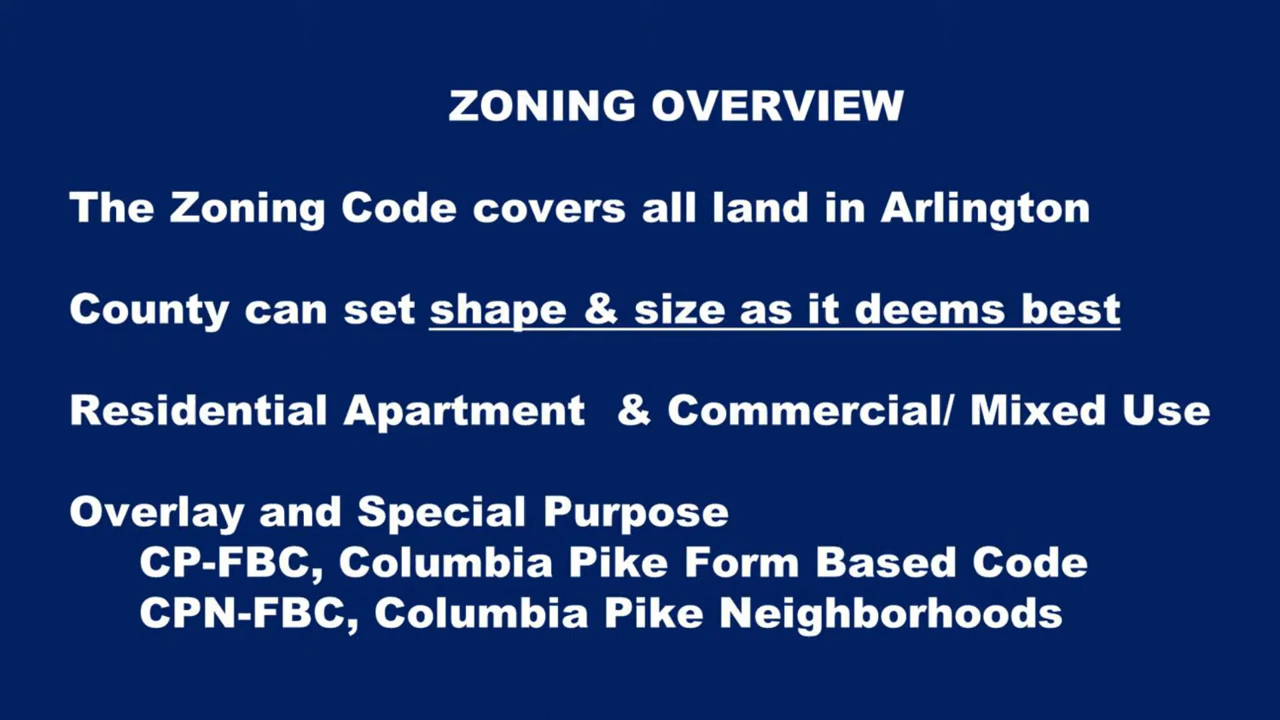 ZONING OVERVIEW
The Zoning Code covers all land in Arlington
County can set shape & size as it deems best
Residential Apartment  & Commercial/ Mixed Use
Overlay and Special Purpose
CP-FBC, Columbia Pike Form Based Code
CPN-FBC, Columbia Pike Neighborhoods